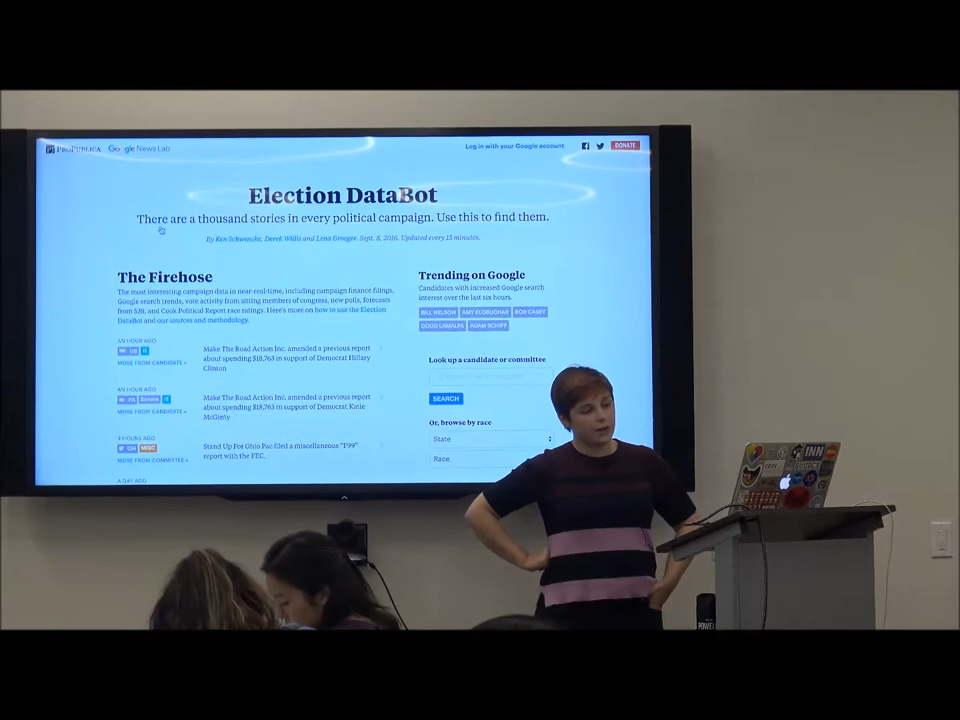 PROPUBLICA Google News Lab
Log in with your Google account
DONATE
Election DataBot
There are a thousand stories in every political campaign. Use this to find them.
By Ken Schwencke, Derek Willis and Lena Groeger. Sept. 8, 2016. Updated every 15 minutes.
The Firehose
The most interesting campaign data in near-real-time, including campaign finance filings,
Google search trends, vote activity from sitting members of congress, new polls, forecasts
from 538, and Cook Political Report race ratings. Here's more on how to use the Election
DataBot and our sources and methodology.
AN HOUR AGO
US
MORE FROM CANDIDATE »
Make The Road Action Inc. amended a previous report
about spending $18,763 in support of Democrat Hillary
Clinton
AN HOUR AGO
PA Senate
MORE FROM CANDIDATE »
Make The Road Action Inc. amended a previous report
about spending $18,763 in support of Democrat Katie
McGinty
4 HOURS AGO
OH MISC
MORE FROM COMMITTEE »
Stand Up For Ohio Pac filed a miscellaneous "F99"
report with the FEC.
A DAY AGO
Trending on Google
Candidates with increased Google search
interest over the last six hours.
BILL NELSON AMY KLOBUCHAR BOB CASEY
DOUG LAMALFA ADAM SCHIFF
Look up a candidate or committee
SEARCH
Or, browse by race
State
Race
INN
SOURCE